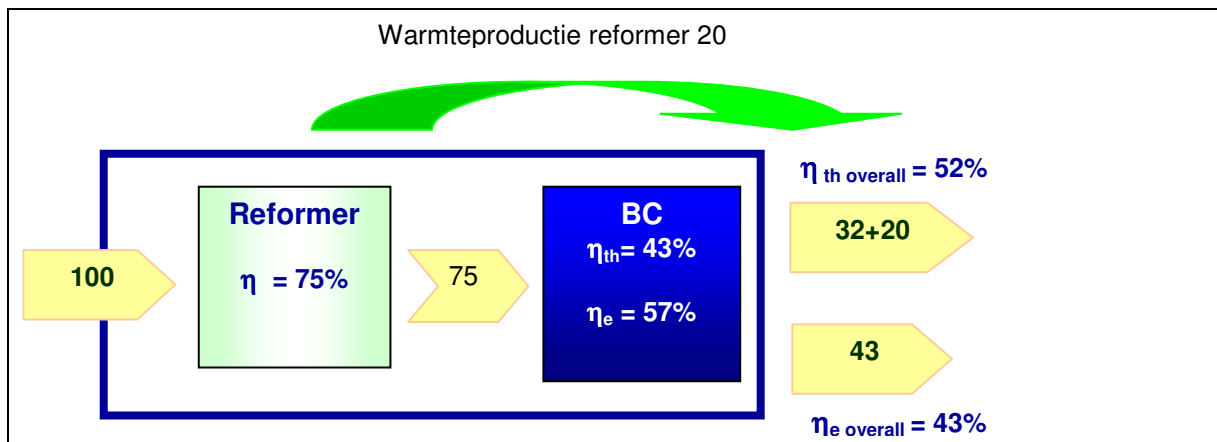 Warmteproductie reformer 20
η th overall = 52%
Reformer
BC
32+20
ηth= 43%
100
η = 75%
75
ηe = 57%
43
ηe overall = 43%